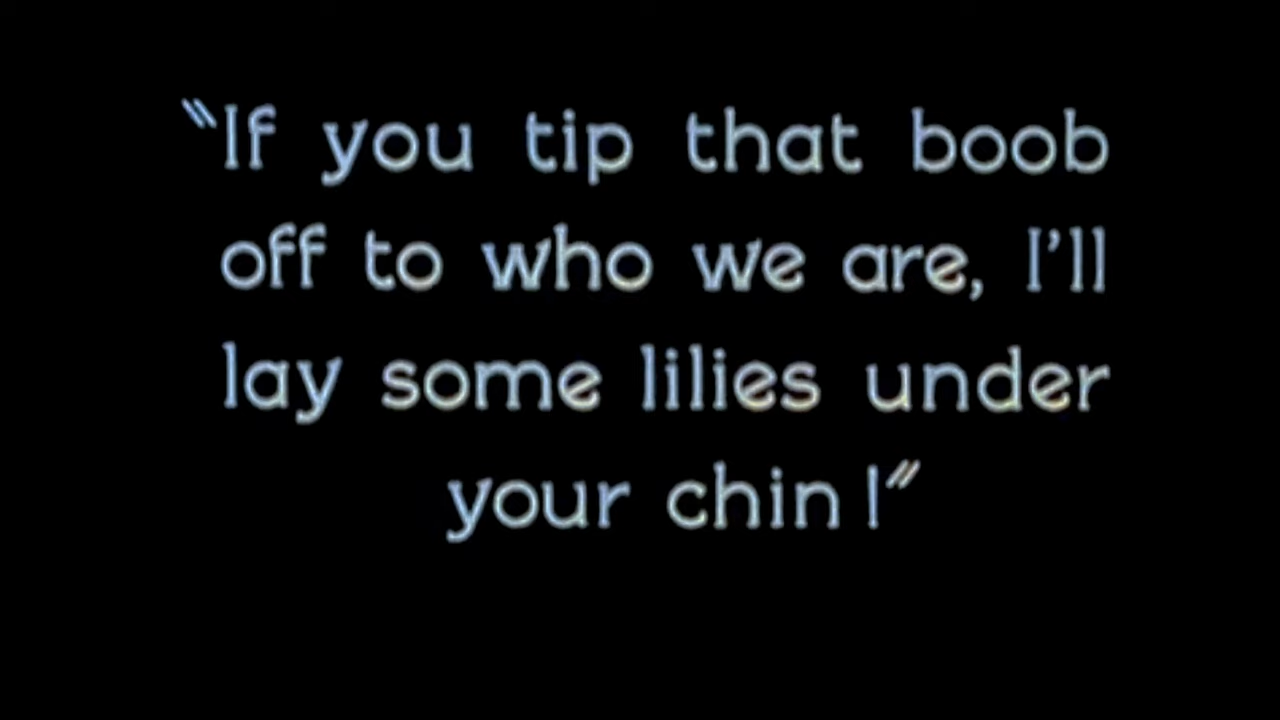 "If you tip that boob
off to who we are, I'll
lay some lilies under
your chin!"